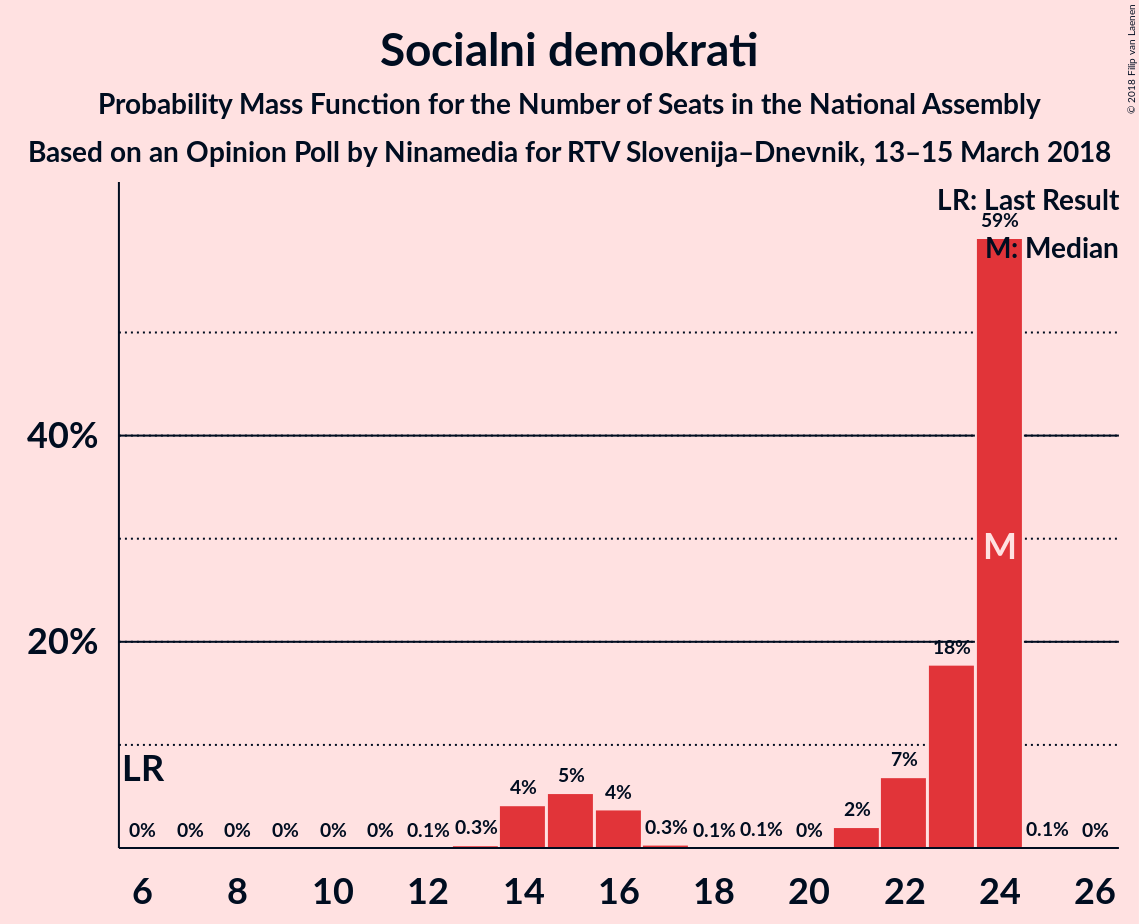 Socialni demokrati
Probability Mass Function for the Number of Seats in the National Assembly
Based on an Opinion Poll by Ninamedia for RTV Slovenija–Dnevnik, 13–15 March 2018
© 2018 Filip van Laenen
LR: Last Result
M: Median
59%
40%
M
20%
18%
LR
0% 0% 0% 0% 0% 0% 0.1% 0.3% 4% 5% 4% 0.3% 0.1% 0.1% 0% 2% 7% 0.1% 0%
6 8 10 12 14 16 18 20 22 24 26